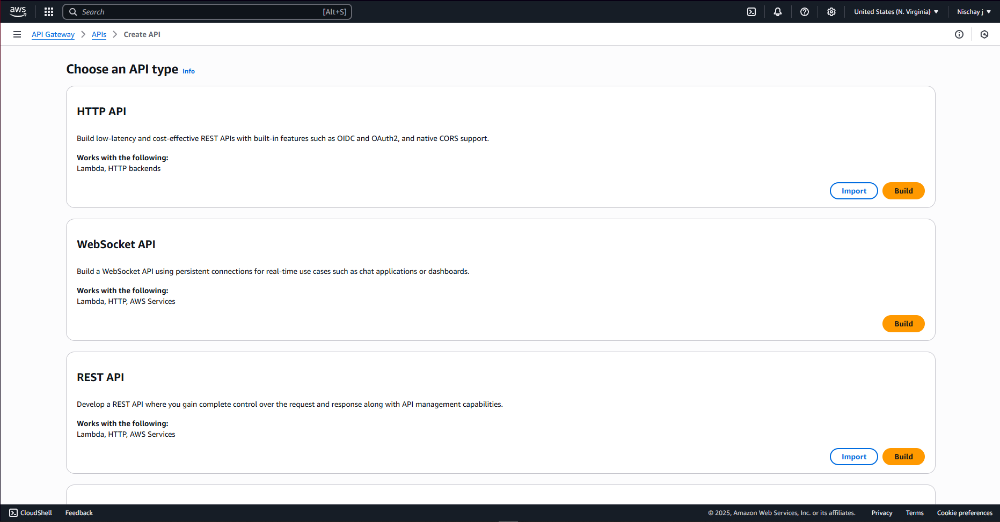 aws
Search [Alt+S]
United States (N. Virginia)
Nischay j
API Gateway
APIs
Create API
Choose an API type Info
HTTP API
Build low-latency and cost-effective REST APIs with built-in features such as OIDC and OAuth2, and native CORS support.
Works with the following:
Lambda, HTTP backends
Import
Build
WebSocket API
Build a WebSocket API using persistent connections for real-time use cases such as chat applications or dashboards.
Works with the following:
Lambda, HTTP, AWS Services
Build
REST API
Develop a REST API where you gain complete control over the request and response along with API management capabilities.
Works with the following:
Lambda, HTTP, AWS Services
Import
Build
CloudShell
Feedback
© 2025, Amazon Web Services, Inc. or its affiliates.
Privacy
Terms
Cookie preferences